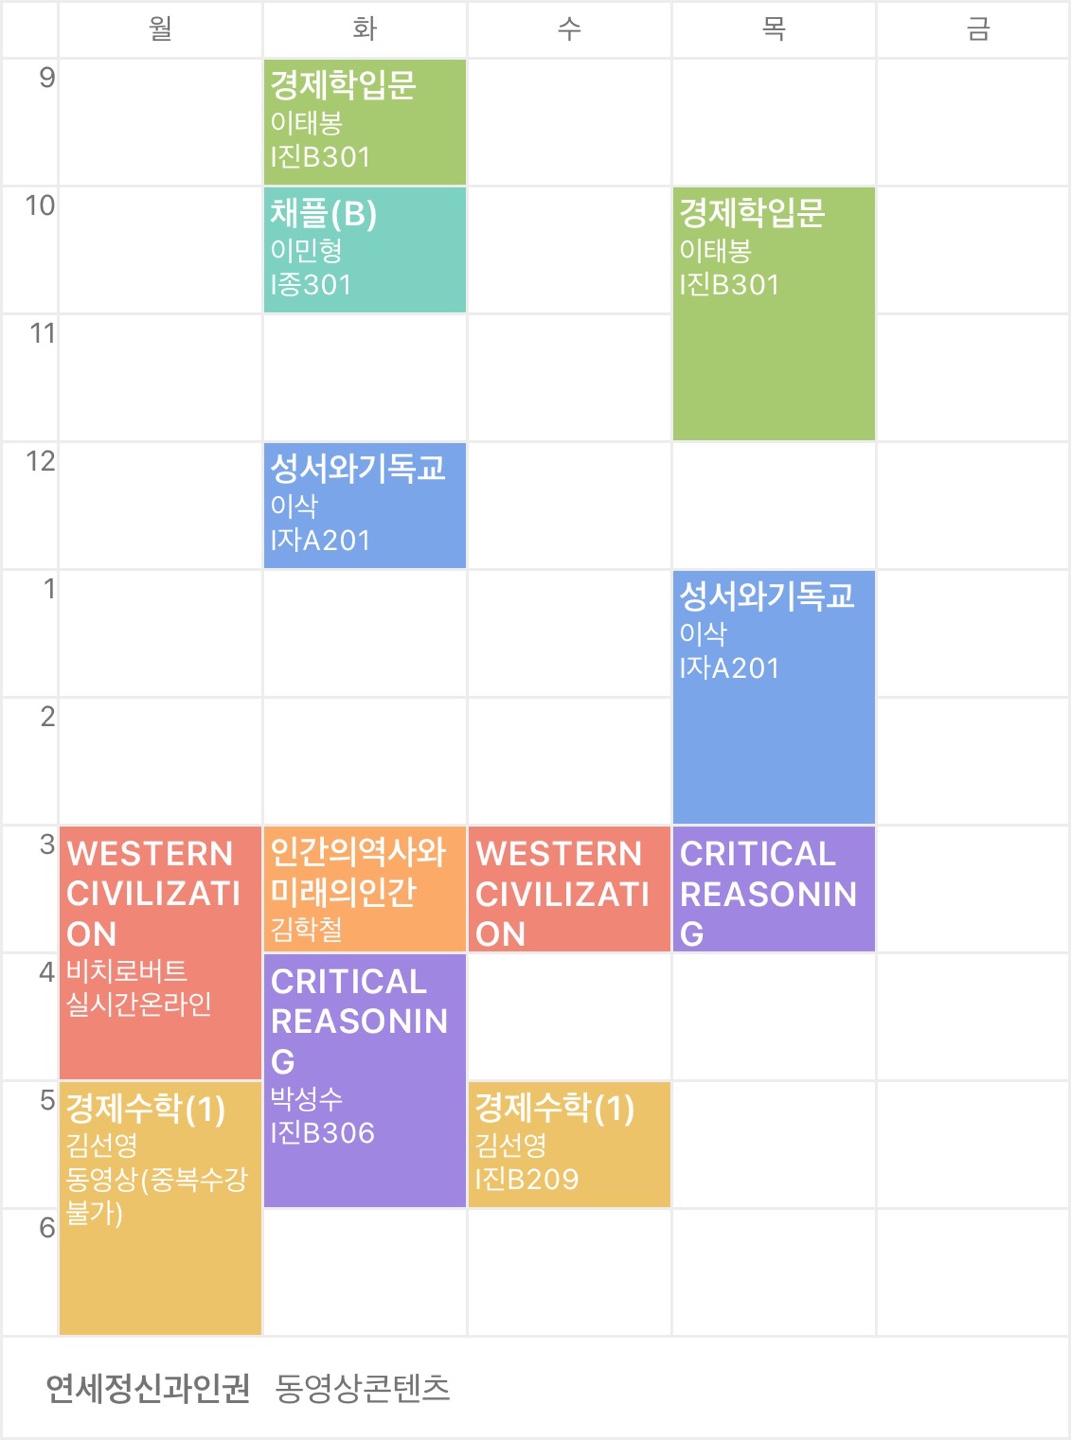 월 화 수 목 금
9
경제학입문
이태봉
I진B301
10
채플(B)
이민형
I종301
경제학입문
이태봉
I진B301
11
12
성서와기독교
이삭
I자A201
1
성서와기독교
이삭
I자A201
2
3
WESTERN
CIVILIZATI
ON
비치로버트
실시간온라인
인간의역사와
미래의인간
김학철
WESTERN
CIVILIZATI
ON
CRITICAL
REASONIN
G
4
CRITICAL
REASONIN
G
박성수
I진B306
5
경제수학(1)
김선영
동영상(중복수강
불가)
경제수학(1)
김선영
I진B209
6
연세정신과인권 동영상콘텐츠